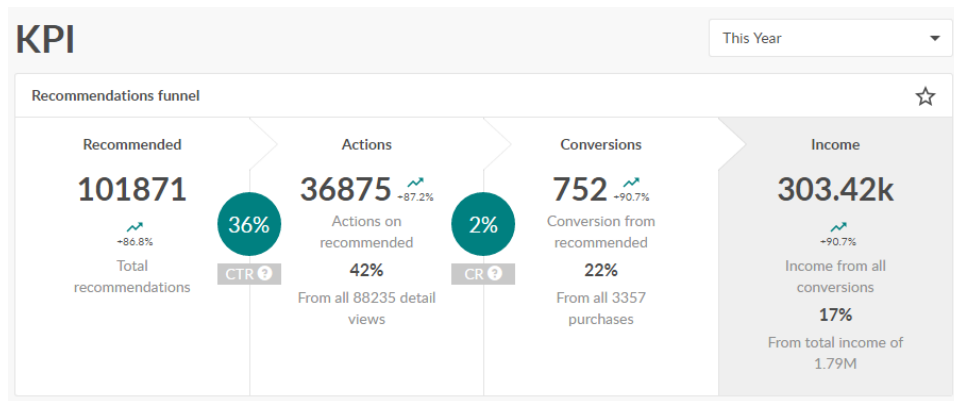 KPI
This Year
Recommendations funnel
Recommended
101871
+86.8%
Total
recommendations
36%
CTR ?
Actions
36875 +87.2%
Actions on
recommended
42%
From all 88235 detail
views
2%
CR ?
Conversions
752 +90.7%
Conversion from
recommended
22%
From all 3357
purchases
Income
303.42k
+90.7%
Income from all
conversions
17%
From total income of
1.79M